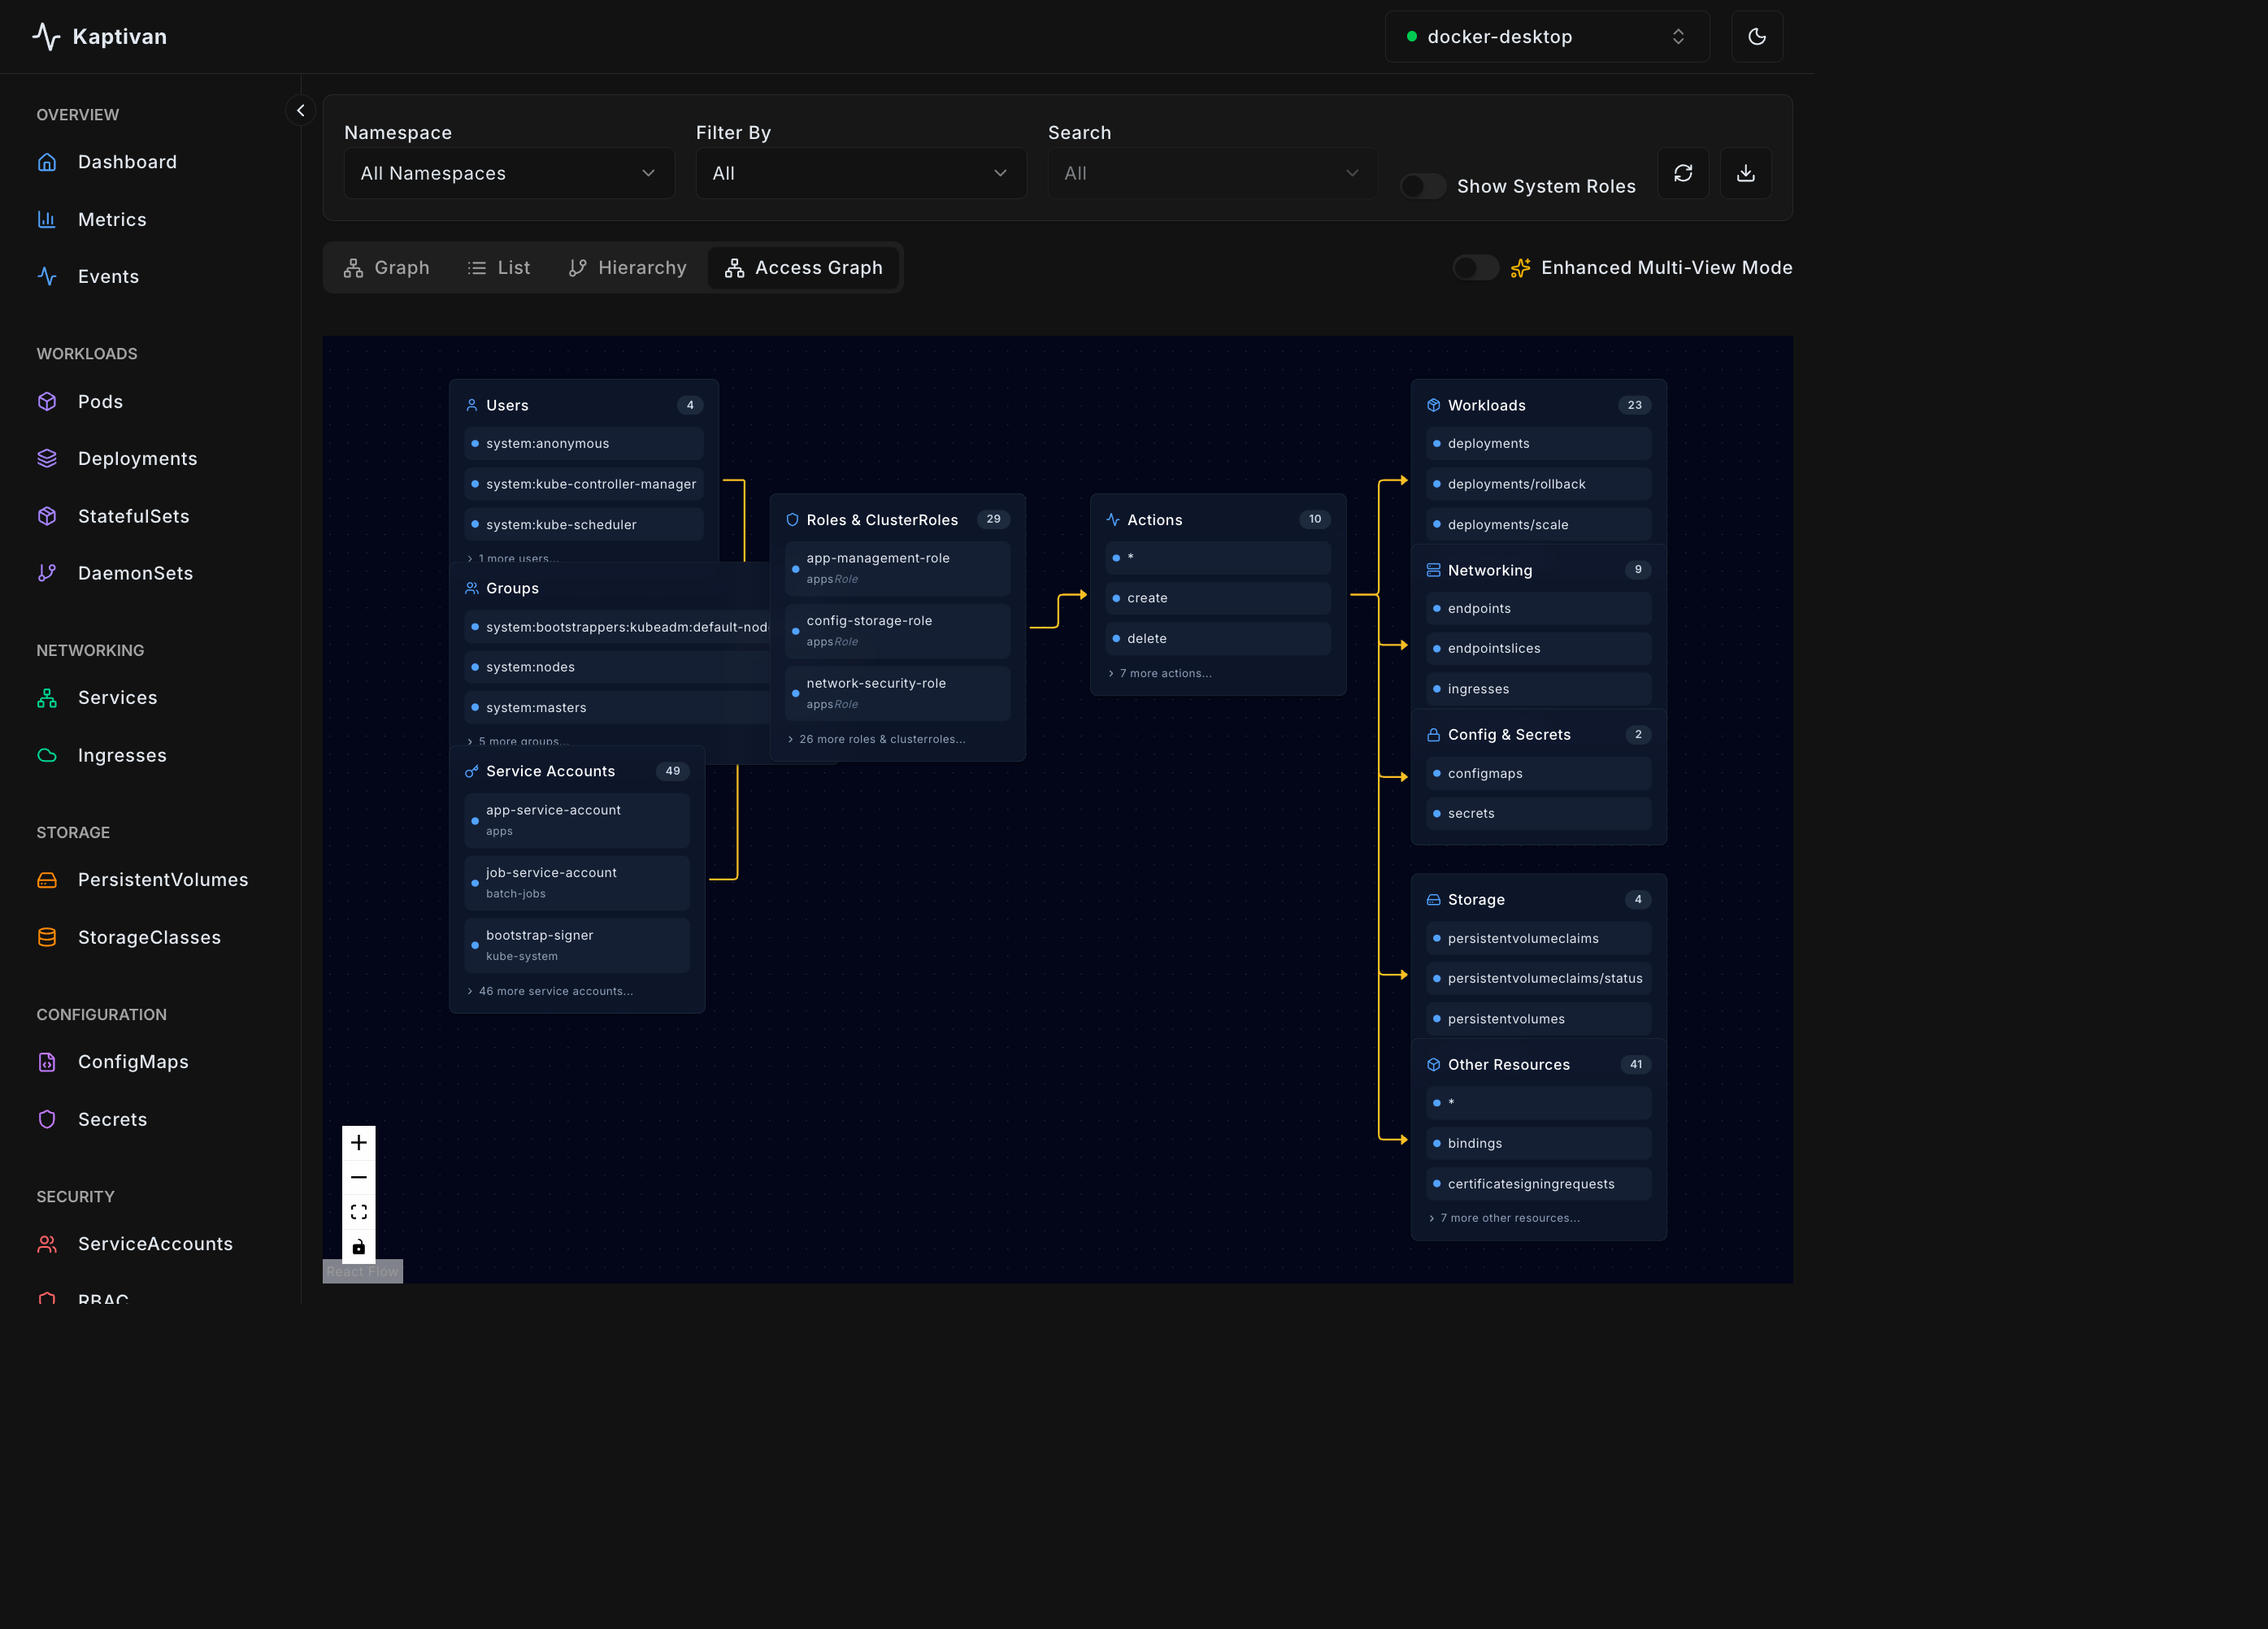 Kaptivan
docker-desktop
OVERVIEW
Dashboard
Metrics
Events
WORKLOADS
Pods
Deployments
StatefulSets
DaemonSets
NETWORKING
Services
Ingresses
STORAGE
PersistentVolumes
StorageClasses
CONFIGURATION
ConfigMaps
Secrets
SECURITY
ServiceAccounts
RBAC
Namespace
Filter By
Search
All Namespaces
All
All
Show System Roles
Graph
List
Hierarchy
Access Graph
Enhanced Multi-View Mode
Users
4
system:anonymous
system:kube-controller-manager
system:kube-scheduler
1 more users...
Groups
system:bootstrappers:kubeadm:default-nod
system:nodes
system:masters
5 more groups...
Service Accounts
49
app-service-account
apps
job-service-account
batch-jobs
bootstrap-signer
kube-system
46 more service accounts...
Roles & ClusterRoles
29
app-management-role
appsRole
config-storage-role
appsRole
network-security-role
appsRole
26 more roles & clusterroles...
Actions
10
*
create
delete
7 more actions...
Workloads
23
deployments
deployments/rollback
deployments/scale
Networking
9
endpoints
endpointslices
ingresses
Config & Secrets
2
configmaps
secrets
Storage
4
persistentvolumeclaims
persistentvolumeclaims/status
persistentvolumes
Other Resources
41
*
bindings
certificatesigningrequests
7 more other resources...
React Flow